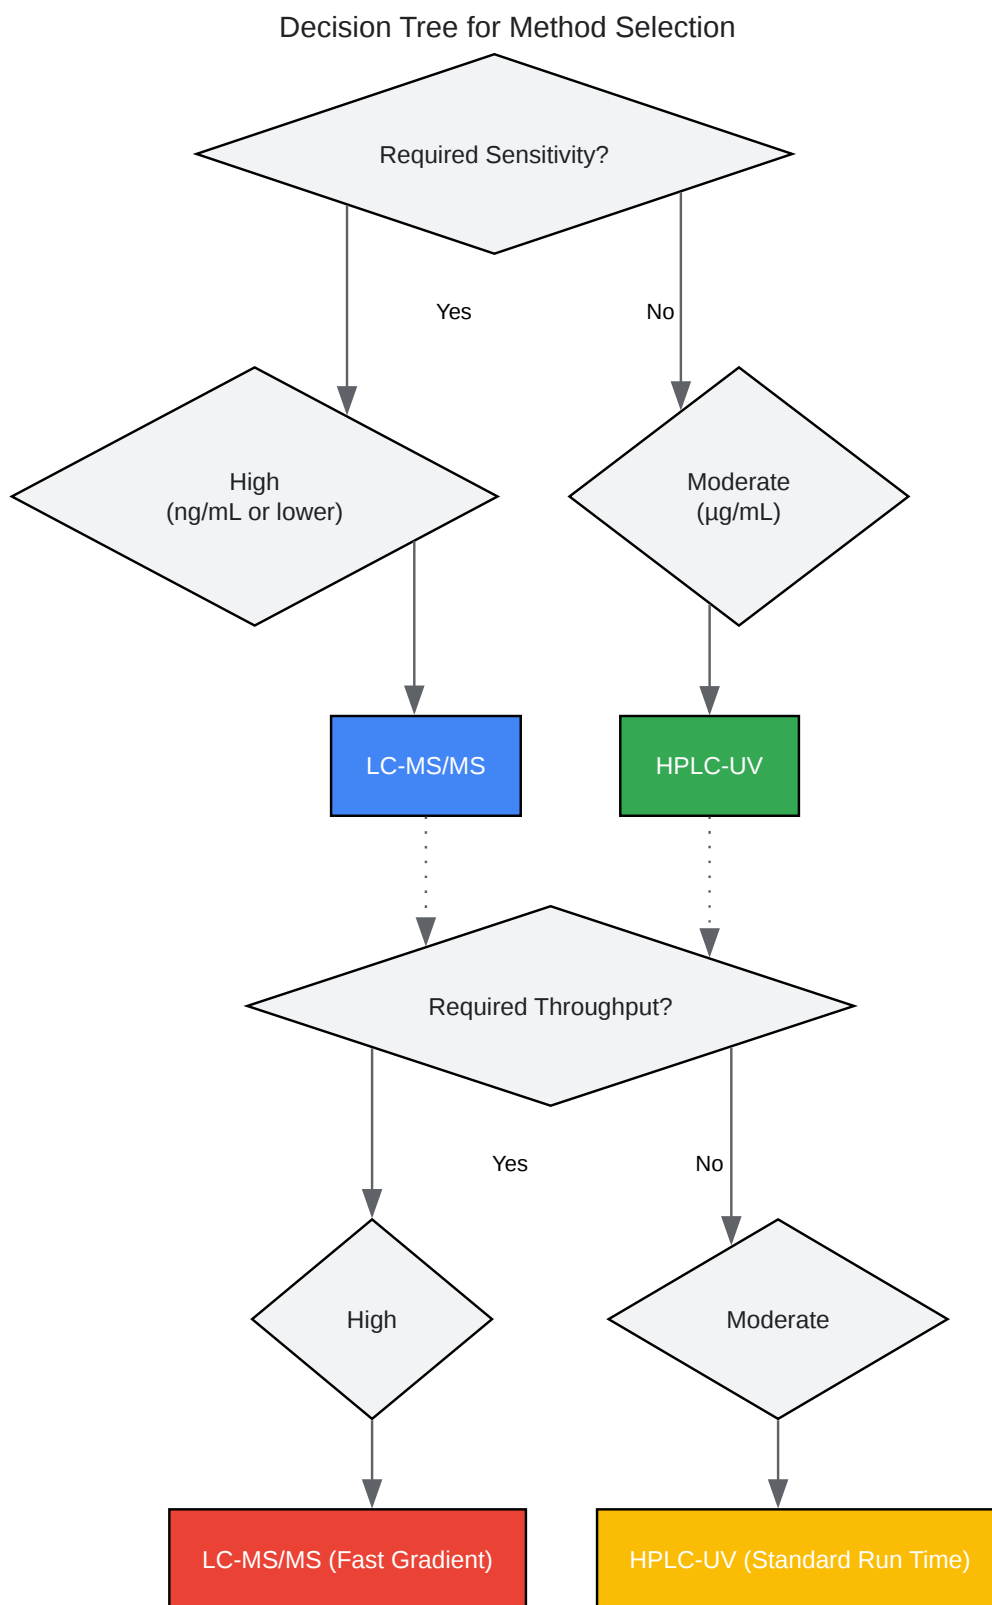 Decision Tree for Method Selection
Required Sensitivity?
Yes
No
High
(ng/mL or lower)
Moderate
(µg/mL)
LC-MS/MS
HPLC-UV
Required Throughput?
Yes
No
High
Moderate
LC-MS/MS (Fast Gradient)
HPLC-UV (Standard Run Time)